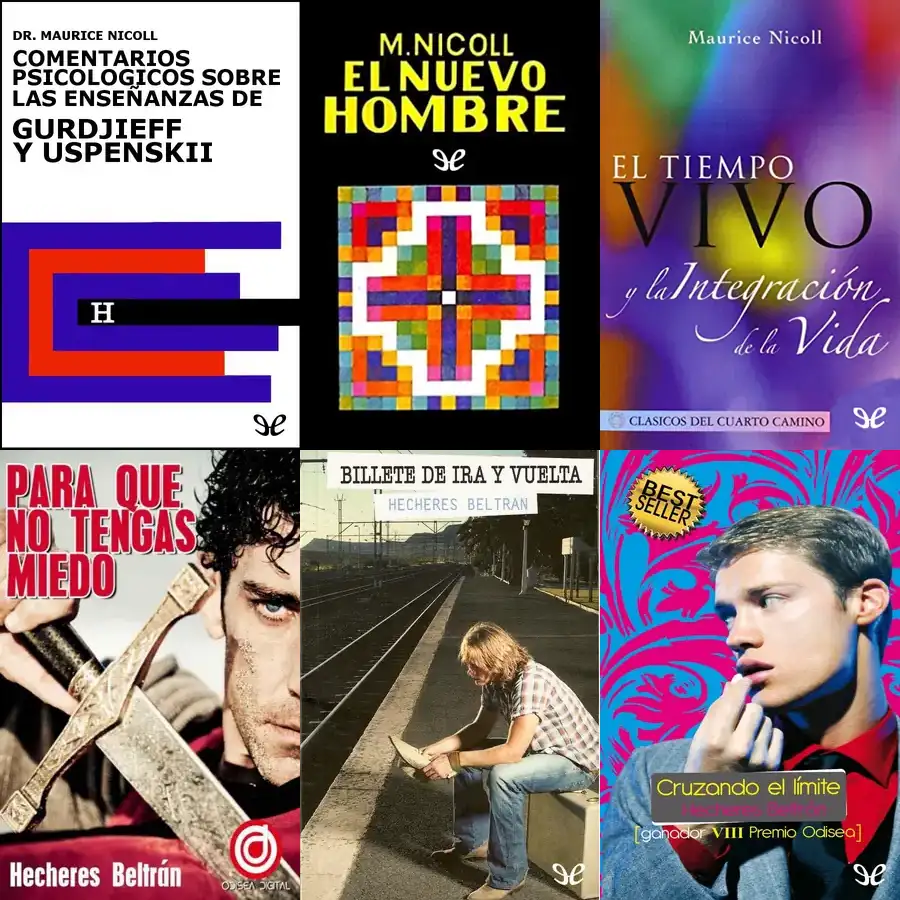 DR. MAURICE NICOLL
COMENTARIOS
PSICOLOGICOS SOBRE
LAS ENSEÑANZAS DE
GURDJIEFF
Y USPENSKII
H
M.NICOLL
EL NUEVO
HOMBRE
Maurice Nicoll
EL TIEMPO
VIVO
y la Integración
de la Vida
CLASICOS DEL CUARTO CAMINO
PARA QUE
NO TENGAS
MIEDO
Hecheres Beltrán
ODISEA DIGITAL
BILLETE DE IRA Y VUELTA
HECHERES BELTRAN
BEST
SELLER
Cruzando el límite
Hecheres Beltrán
[ganador VIII Premio Odisea]